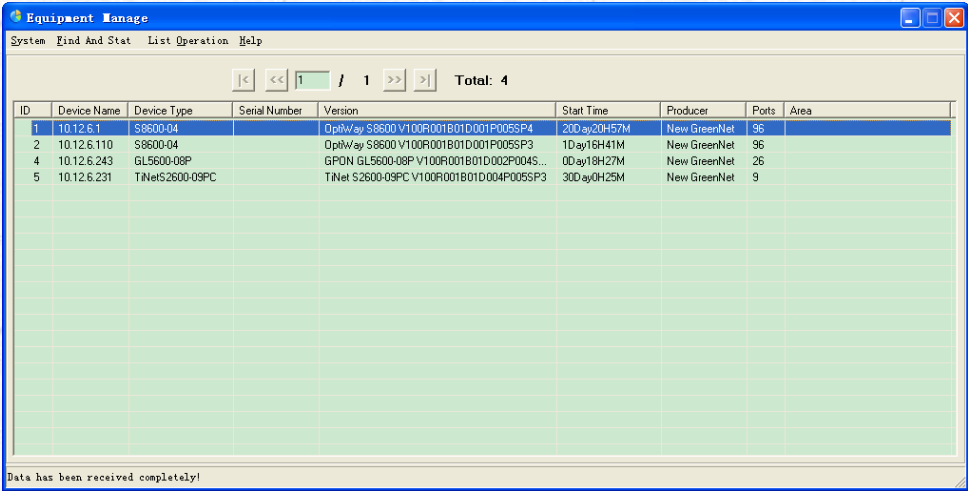 Equipment Manage
System Find And Stat List Operation Help
|< << 1 / 1 >> >| Total: 4
ID Device Name Device Type Serial Number Version Start Time Producer Ports Area
1 10.12.6.1 S8600-04 OptiWay S8600 V100R001B01D001P005SP4 20Day20H57M New GreenNet 96
2 10.12.6.110 S8600-04 OptiWay S8600 V100R001B01D001P005SP3 1Day16H41M New GreenNet 96
4 10.12.6.243 GL5600-08P GPON GL5600-08P V100R001B01D002P004S... 0Day18H27M New GreenNet 26
5 10.12.6.231 TiNetS2600-09PC TiNet S2600-09PC V100R001B01D004P005SP3 30Day0H25M New GreenNet 9
Data has been received completely!